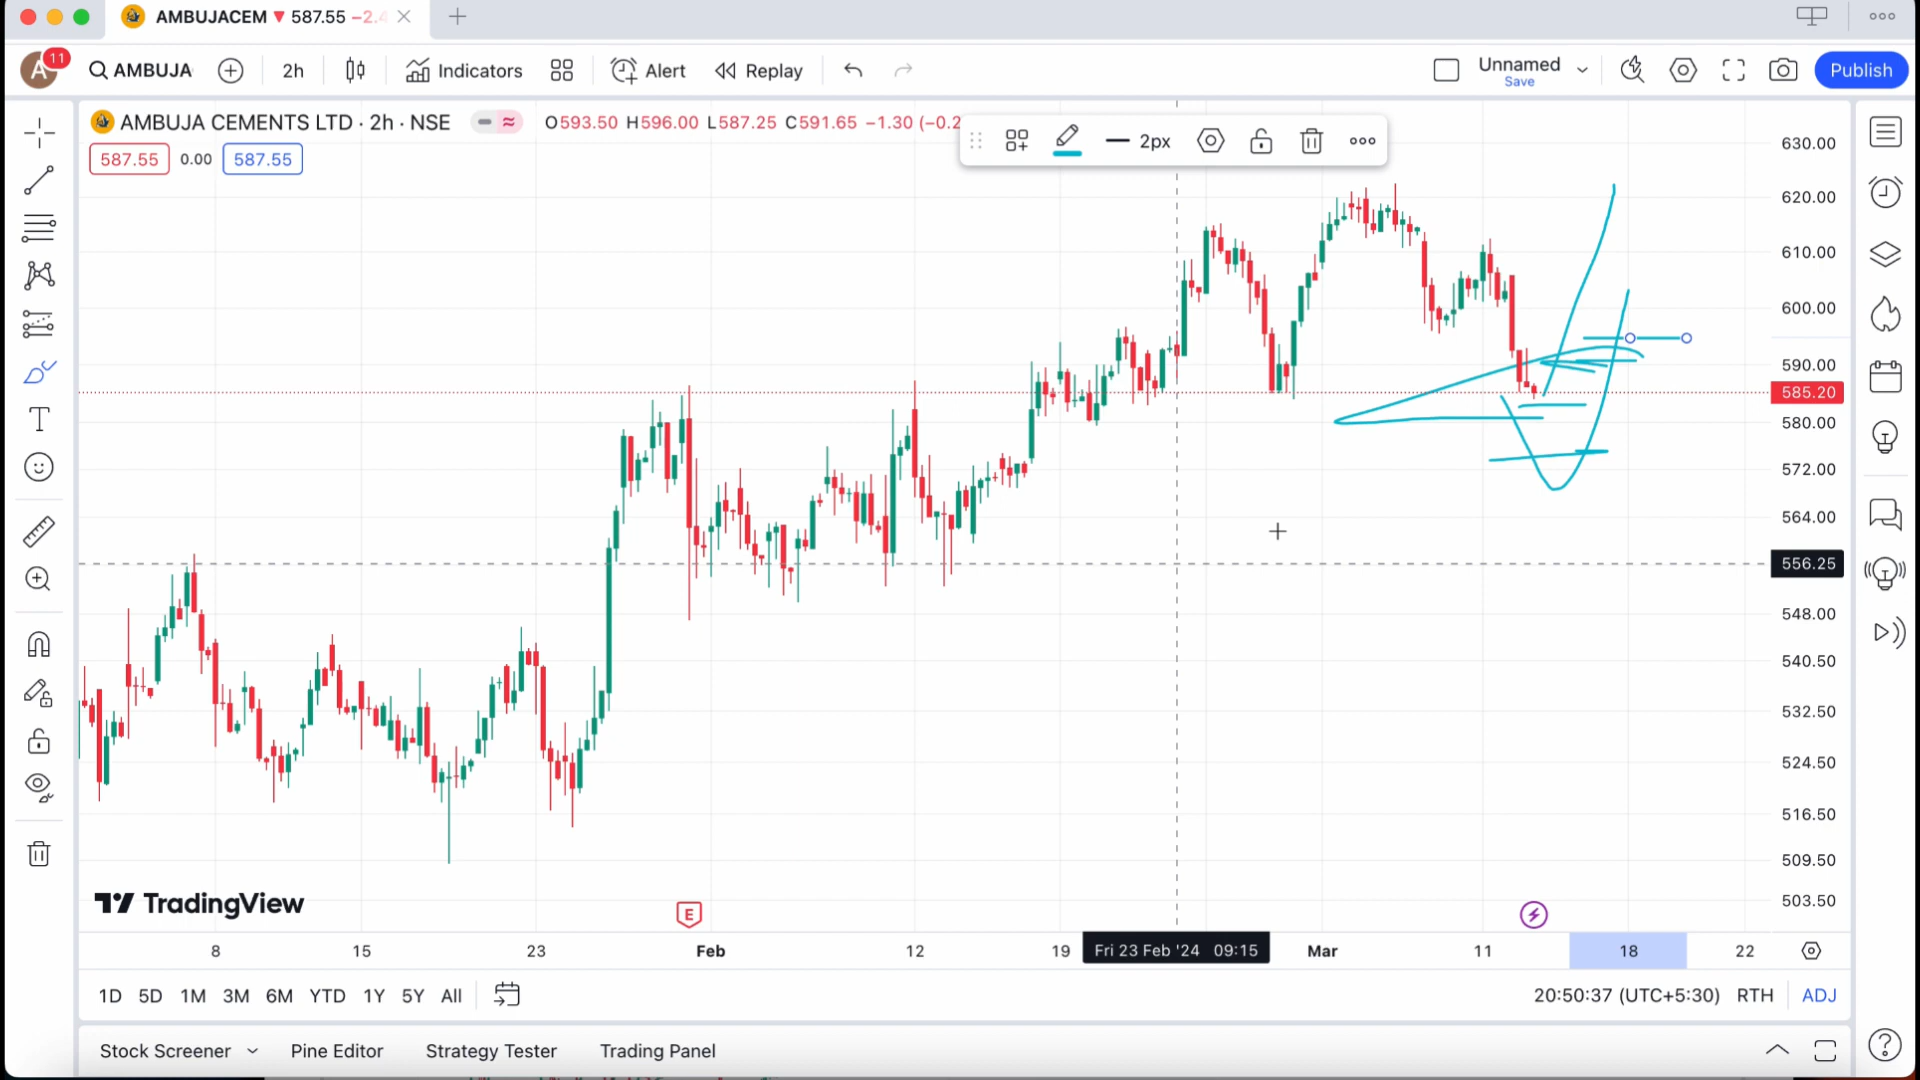 AMBUJACEM ▼ 587.55 −2.4
A 11 AMBUJA 2h Indicators Alert Replay Unnamed Save Publish
AMBUJA CEMENTS LTD · 2h · NSE O593.50 H596.00 L587.25 C591.65 −1.30 (−0.2
2px
587.55 0.00 587.55
630.00
620.00
610.00
600.00
590.00
585.20
580.00
572.00
564.00
556.25
548.00
540.50
532.50
524.50
516.50
509.50
503.50
TradingView
E
8 15 23 Feb 12 19 Fri 23 Feb '24 09:15 Mar 11 18 22
1D 5D 1M 3M 6M YTD 1Y 5Y All 20:50:37 (UTC+5:30) RTH ADJ
Stock Screener Pine Editor Strategy Tester Trading Panel